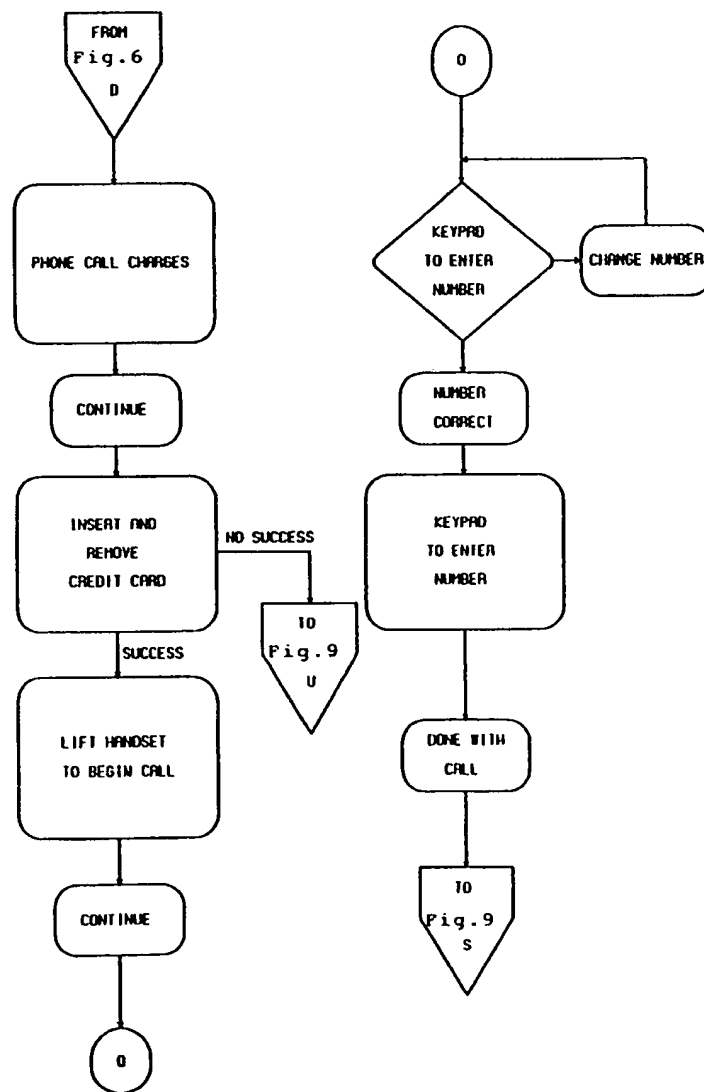 FROM
Fig.6
D
PHONE CALL CHARGES
CONTINUE
INSERT AND
REMOVE
CREDIT CARD
NO SUCCESS
TO
Fig.9
U
SUCCESS
LIFT HANDSET
TO BEGIN CALL
CONTINUE
Q
O
KEYPAD
TO ENTER
NUMBER
CHANGE NUMBER
NUMBER
CORRECT
KEYPAD
TO ENTER
NUMBER
DONE WITH
CALL
TO
Fig.9
S